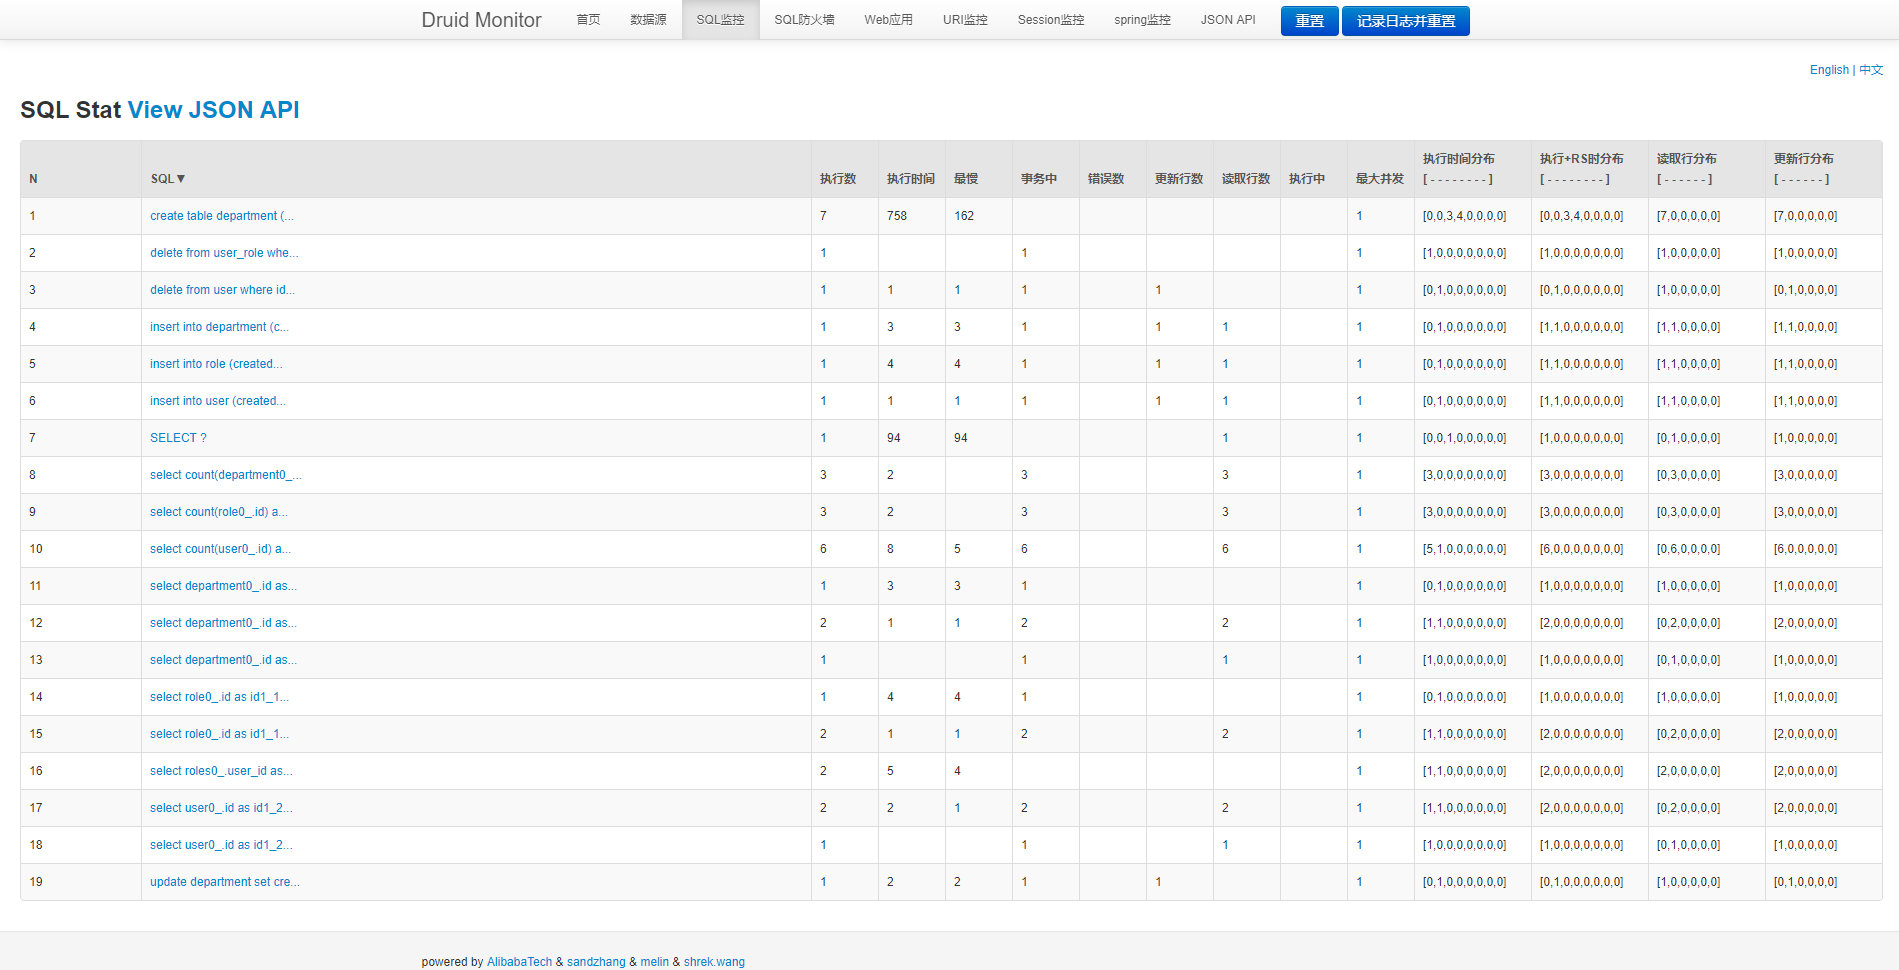 Druid Monitor 首页 数据源 SQL监控 SQL防火墙 Web应用 URI监控 Session监控 spring监控 JSON API 重置 记录日志并重置
English | 中文
SQL Stat View JSON API
N SQL▼ 执行数 执行时间 最慢 事务中 错误数 更新行数 读取行数 执行中 最大并发 执行时间分布 [ - - - - - - - - ] 执行+RS时分布 [ - - - - - - - - ] 读取行分布 [ - - - - - - ] 更新行分布 [ - - - - - - ]
1 create table department (... 7 758 162 1 [0,0,3,4,0,0,0,0] [0,0,3,4,0,0,0,0] [7,0,0,0,0,0] [7,0,0,0,0,0]
2 delete from user_role whe... 1 1 1 [1,0,0,0,0,0,0,0] [1,0,0,0,0,0,0,0] [1,0,0,0,0,0] [1,0,0,0,0,0]
3 delete from user where id... 1 1 1 1 1 1 [0,1,0,0,0,0,0,0] [0,1,0,0,0,0,0,0] [1,0,0,0,0,0] [0,1,0,0,0,0]
4 insert into department (c... 1 3 3 1 1 1 1 [0,1,0,0,0,0,0,0] [1,1,0,0,0,0,0,0] [1,1,0,0,0,0] [1,1,0,0,0,0]
5 insert into role (created... 1 4 4 1 1 1 1 [0,1,0,0,0,0,0,0] [1,1,0,0,0,0,0,0] [1,1,0,0,0,0] [1,1,0,0,0,0]
6 insert into user (created... 1 1 1 1 1 1 1 [0,1,0,0,0,0,0,0] [1,1,0,0,0,0,0,0] [1,1,0,0,0,0] [1,1,0,0,0,0]
7 SELECT ? 1 94 94 1 1 [0,0,1,0,0,0,0,0] [1,0,0,0,0,0,0,0] [0,1,0,0,0,0] [1,0,0,0,0,0]
8 select count(department0_... 3 2 3 3 1 [3,0,0,0,0,0,0,0] [3,0,0,0,0,0,0,0] [0,3,0,0,0,0] [3,0,0,0,0,0]
9 select count(role0_.id) a... 3 2 3 3 1 [3,0,0,0,0,0,0,0] [3,0,0,0,0,0,0,0] [0,3,0,0,0,0] [3,0,0,0,0,0]
10 select count(user0_.id) a... 6 8 5 6 6 1 [5,1,0,0,0,0,0,0] [6,0,0,0,0,0,0,0] [0,6,0,0,0,0] [6,0,0,0,0,0]
11 select department0_.id as... 1 3 3 1 1 [0,1,0,0,0,0,0,0] [1,0,0,0,0,0,0,0] [1,0,0,0,0,0] [1,0,0,0,0,0]
12 select department0_.id as... 2 1 1 2 2 1 [1,1,0,0,0,0,0,0] [2,0,0,0,0,0,0,0] [0,2,0,0,0,0] [2,0,0,0,0,0]
13 select department0_.id as... 1 1 1 1 [1,0,0,0,0,0,0,0] [1,0,0,0,0,0,0,0] [0,1,0,0,0,0] [1,0,0,0,0,0]
14 select role0_.id as id1_1... 1 4 4 1 1 [0,1,0,0,0,0,0,0] [1,0,0,0,0,0,0,0] [1,0,0,0,0,0] [1,0,0,0,0,0]
15 select role0_.id as id1_1... 2 1 1 2 2 1 [1,1,0,0,0,0,0,0] [2,0,0,0,0,0,0,0] [0,2,0,0,0,0] [2,0,0,0,0,0]
16 select roles0_.user_id as... 2 5 4 1 [1,1,0,0,0,0,0,0] [2,0,0,0,0,0,0,0] [2,0,0,0,0,0] [2,0,0,0,0,0]
17 select user0_.id as id1_2... 2 2 1 2 2 1 [1,1,0,0,0,0,0,0] [2,0,0,0,0,0,0,0] [0,2,0,0,0,0] [2,0,0,0,0,0]
18 select user0_.id as id1_2... 1 1 1 1 [1,0,0,0,0,0,0,0] [1,0,0,0,0,0,0,0] [0,1,0,0,0,0] [1,0,0,0,0,0]
19 update department set cre... 1 2 2 1 1 1 [0,1,0,0,0,0,0,0] [0,1,0,0,0,0,0,0] [1,0,0,0,0,0] [0,1,0,0,0,0]
powered by AlibabaTech & sandzhang & melin & shrek.wang